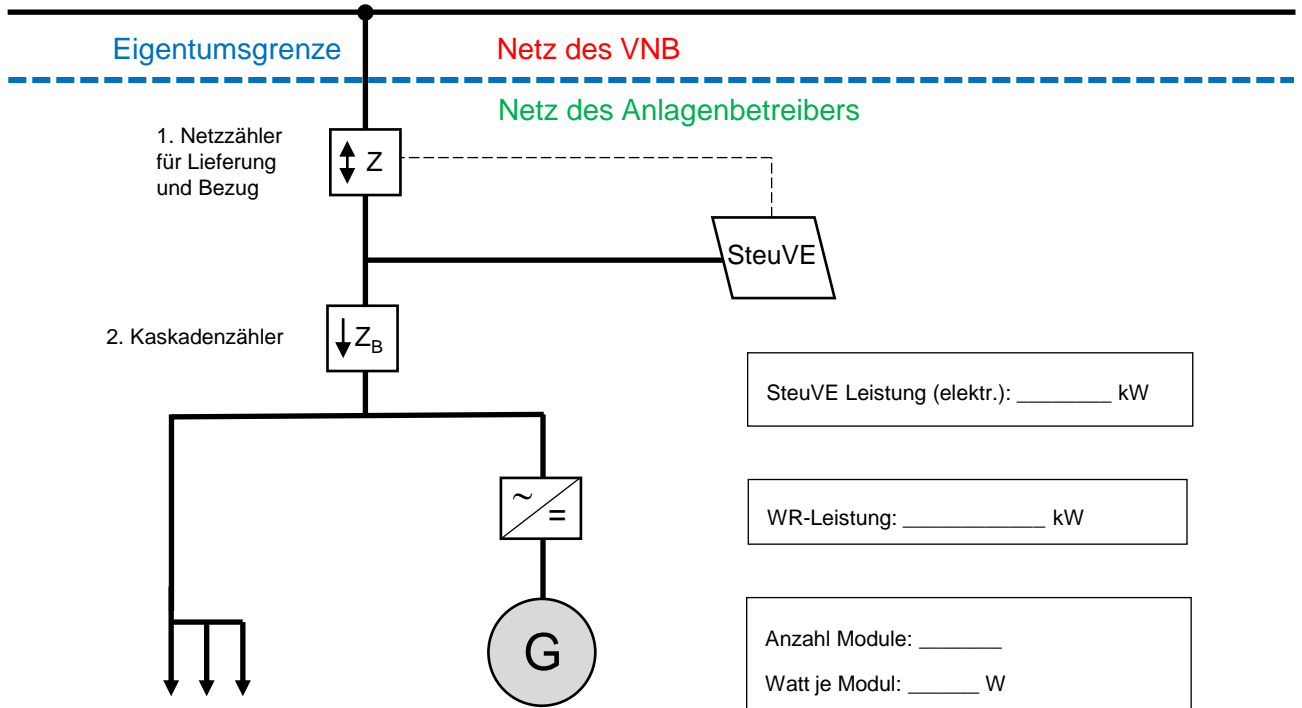 Eigentumsgrenze
Netz des VNB
Netz des Anlagenbetreibers
1. Netzzähler
für Lieferung
und Bezug
Z
SteuVE
2. Kaskadenzähler
Z_B
SteuVE Leistung (elektr.): ________ kW
~
=
WR-Leistung: ____________ kW
G
Anzahl Module: _______
Watt je Modul: ______ W